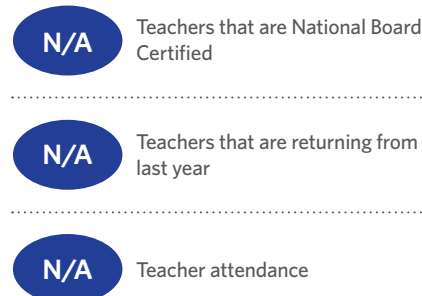 N/A
Teachers that are National Board
Certified
N/A
Teachers that are returning from
last year
N/A
Teacher attendance